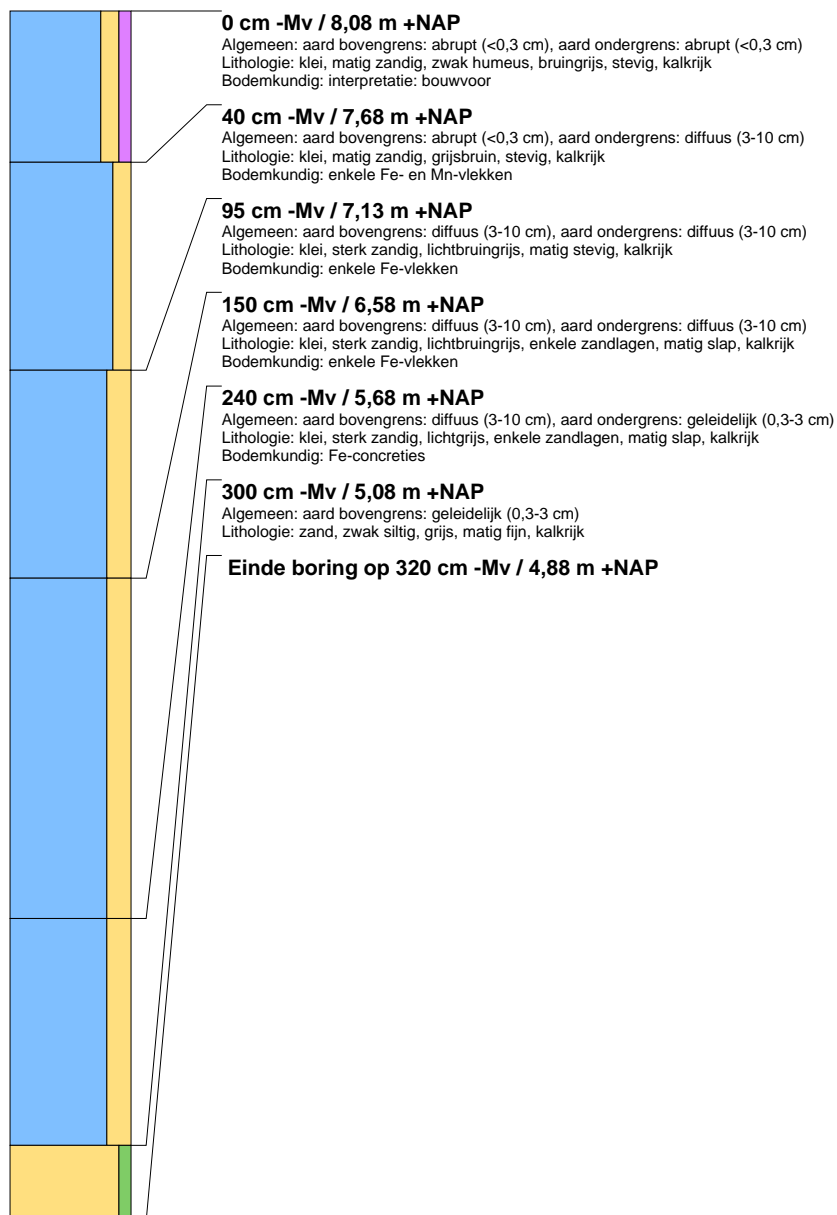 0 cm -Mv / 8,08 m +NAP
Algemeen: aard bovengrens: abrupt (<0,3 cm), aard ondergrens: abrupt (<0,3 cm)
Lithologie: klei, matig zandig, zwak humeus, bruingrijs, stevig, kalkrijk
Bodemkundig: interpretatie: bouwvoor
40 cm -Mv / 7,68 m +NAP
Algemeen: aard bovengrens: abrupt (<0,3 cm), aard ondergrens: diffuus (3-10 cm)
Lithologie: klei, matig zandig, grijsbruin, stevig, kalkrijk
Bodemkundig: enkele Fe- en Mn-vlekken
95 cm -Mv / 7,13 m +NAP
Algemeen: aard bovengrens: diffuus (3-10 cm), aard ondergrens: diffuus (3-10 cm)
Lithologie: klei, sterk zandig, lichtbruingrijs, matig stevig, kalkrijk
Bodemkundig: enkele Fe-vlekken
150 cm -Mv / 6,58 m +NAP
Algemeen: aard bovengrens: diffuus (3-10 cm), aard ondergrens: diffuus (3-10 cm)
Lithologie: klei, sterk zandig, lichtbruingrijs, enkele zandlagen, matig slap, kalkrijk
Bodemkundig: enkele Fe-vlekken
240 cm -Mv / 5,68 m +NAP
Algemeen: aard bovengrens: diffuus (3-10 cm), aard ondergrens: geleidelijk (0,3-3 cm)
Lithologie: klei, sterk zandig, lichtgrijs, enkele zandlagen, matig slap, kalkrijk
Bodemkundig: Fe-concreties
300 cm -Mv / 5,08 m +NAP
Algemeen: aard bovengrens: geleidelijk (0,3-3 cm)
Lithologie: zand, zwak siltig, grijs, matig fijn, kalkrijk
Einde boring op 320 cm -Mv / 4,88 m +NAP